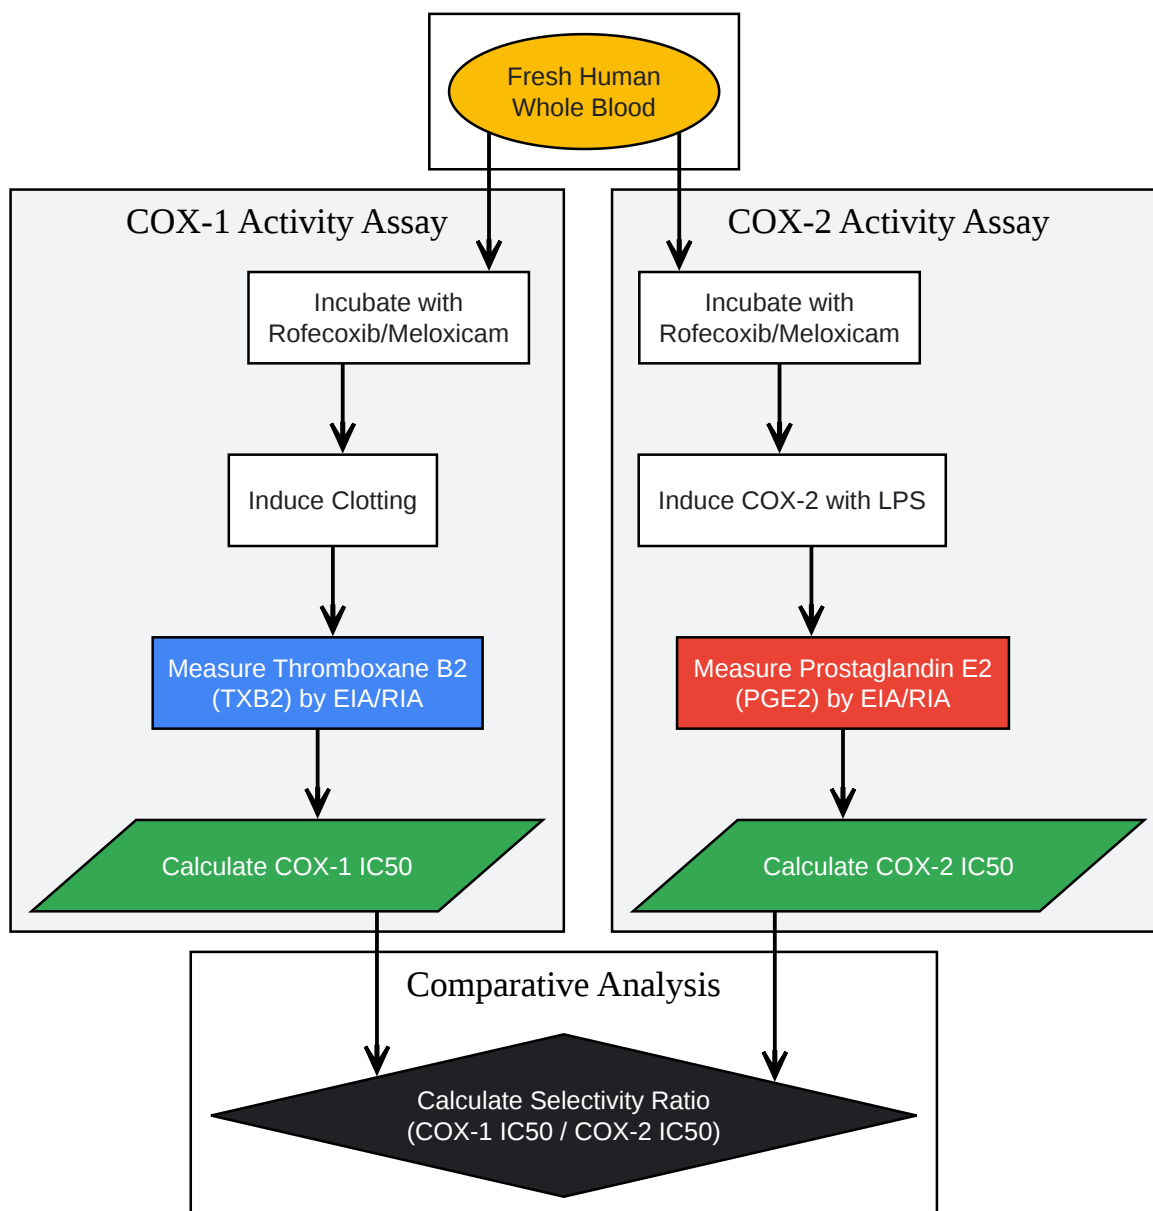 Fresh Human
Whole Blood
COX-1 Activity Assay
Incubate with
Rofecoxib/Meloxicam
Induce Clotting
Measure Thromboxane B2
(TXB2) by EIA/RIA
Calculate COX-1 IC50
COX-2 Activity Assay
Incubate with
Rofecoxib/Meloxicam
Induce COX-2 with LPS
Measure Prostaglandin E2
(PGE2) by EIA/RIA
Calculate COX-2 IC50
Comparative Analysis
Calculate Selectivity Ratio
(COX-1 IC50 / COX-2 IC50)